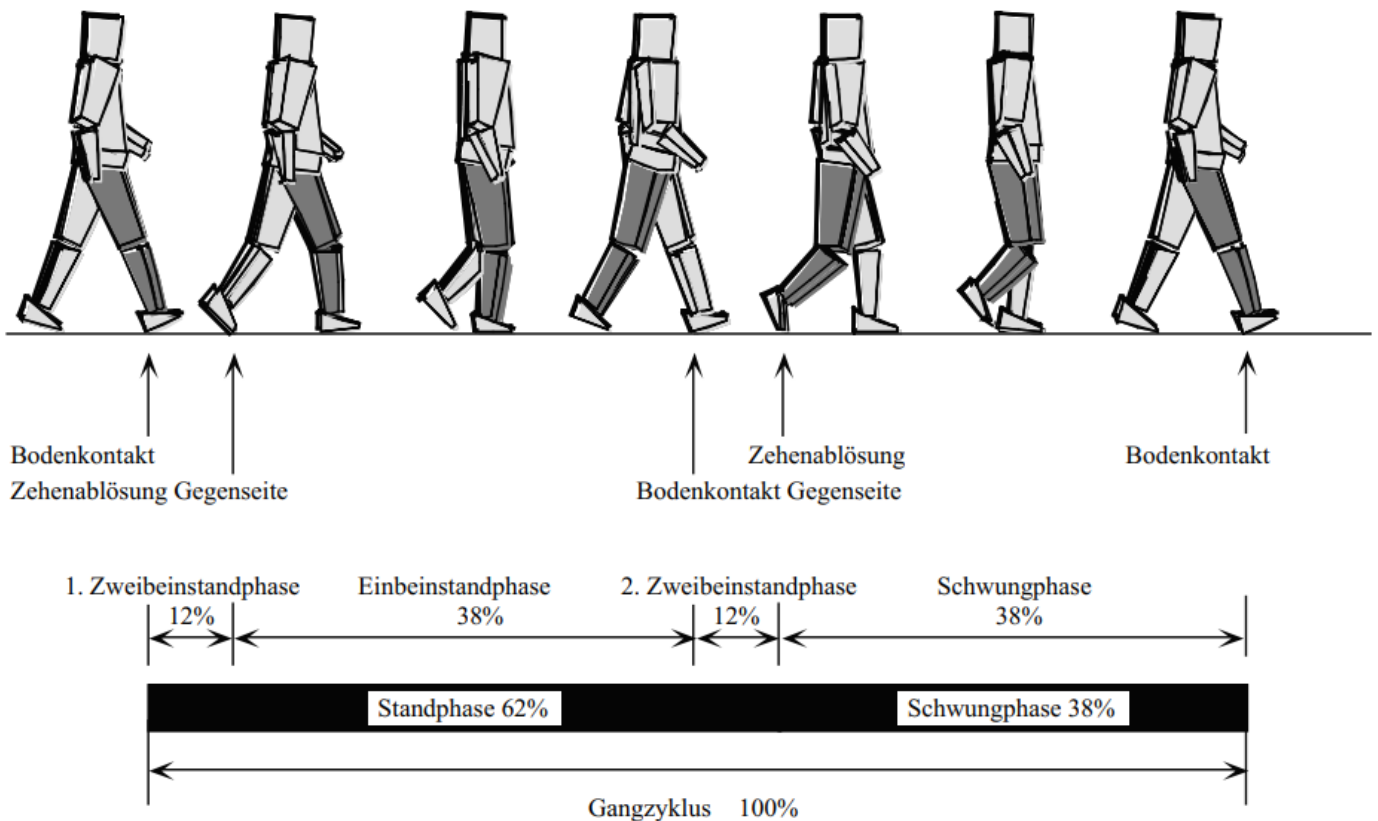 Bodenkontakt
Zehenablösung Gegenseite
Zehenablösung
Bodenkontakt Gegenseite
Bodenkontakt
1. Zweibeinstandphase
12%
Einbeinstandphase
38%
2. Zweibeinstandphase
12%
Schwungphase
38%
Standphase 62%
Schwungphase 38%
Gangzyklus 100%